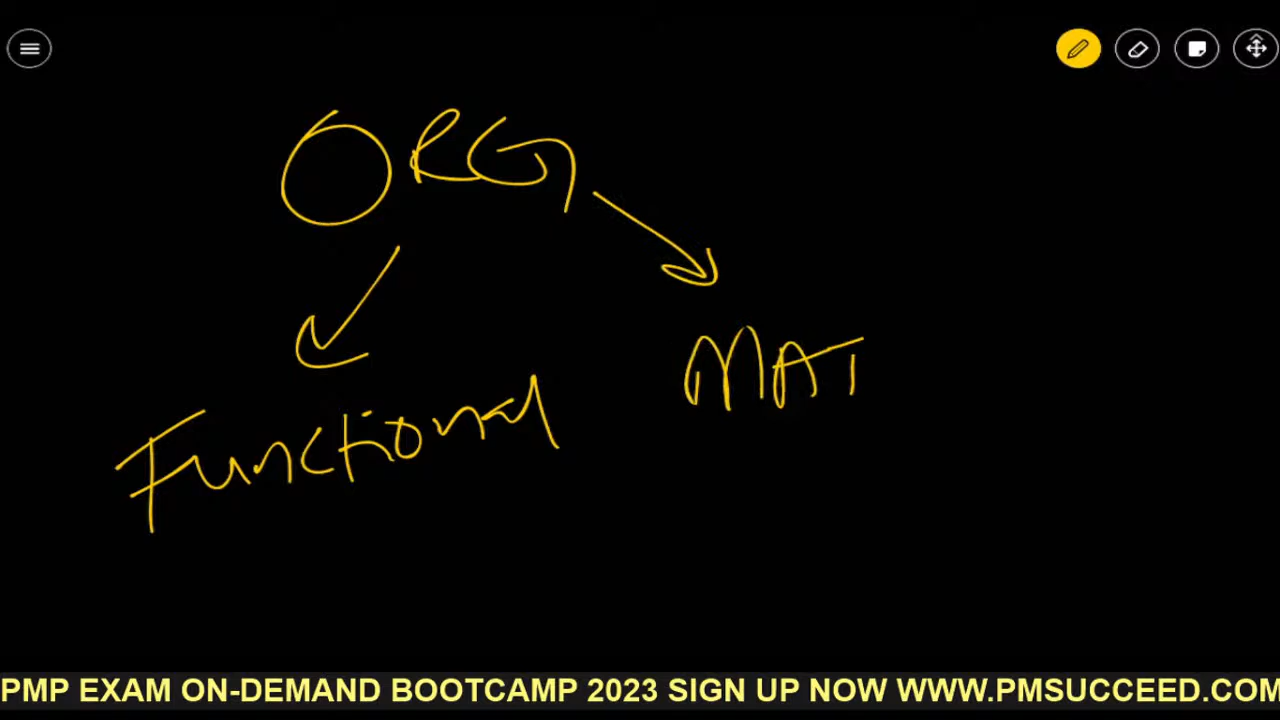 ORG
Functional
MAT
PMP EXAM ON-DEMAND BOOTCAMP 2023 SIGN UP NOW WWW.PMSUCCEED.COM